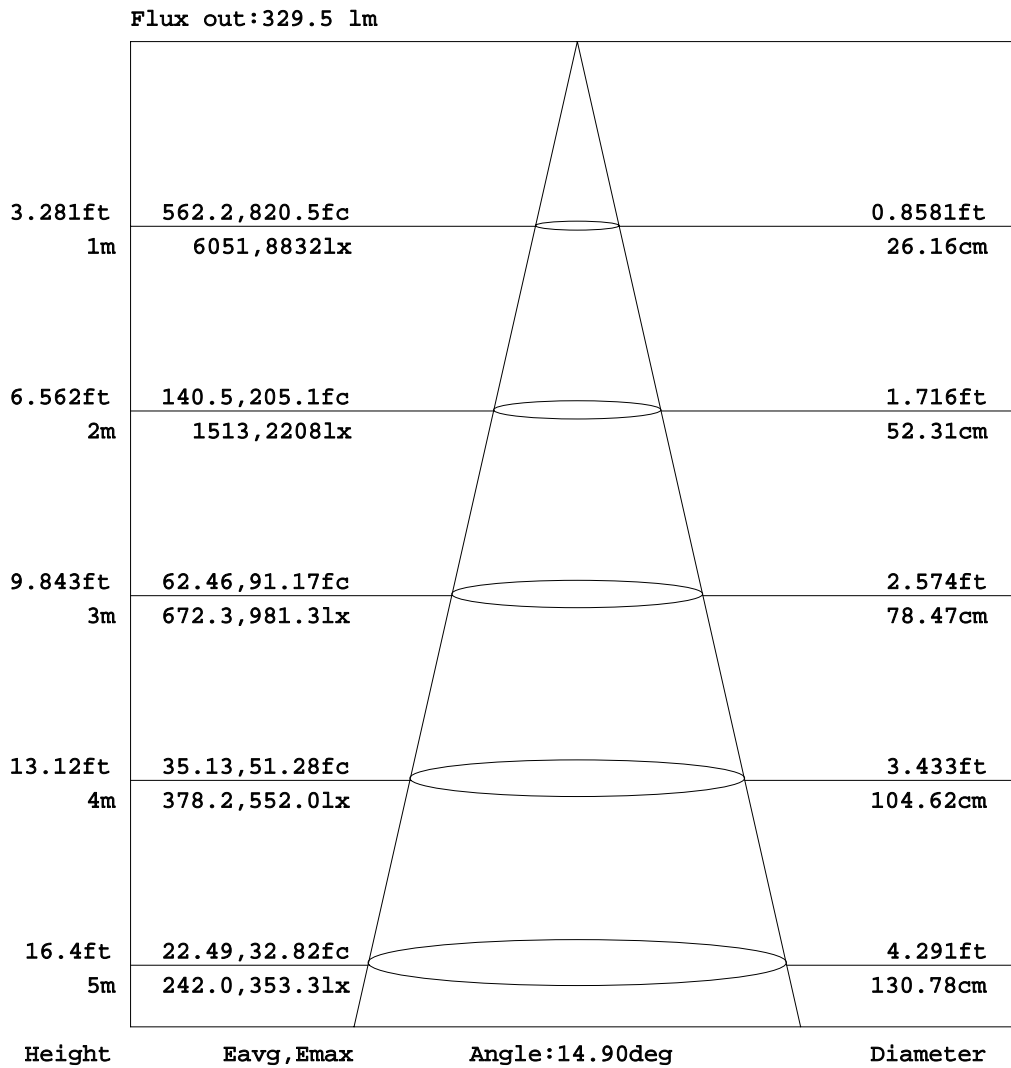 Flux out:329.5 lm
3.281ft 562.2,820.5fc 0.8581ft
1m 6051,8832lx 26.16cm
6.562ft 140.5,205.1fc 1.716ft
2m 1513,2208lx 52.31cm
9.843ft 62.46,91.17fc 2.574ft
3m 672.3,981.3lx 78.47cm
13.12ft 35.13,51.28fc 3.433ft
4m 378.2,552.0lx 104.62cm
16.4ft 22.49,32.82fc 4.291ft
5m 242.0,353.3lx 130.78cm
Height Eavg,Emax Angle:14.90deg Diameter